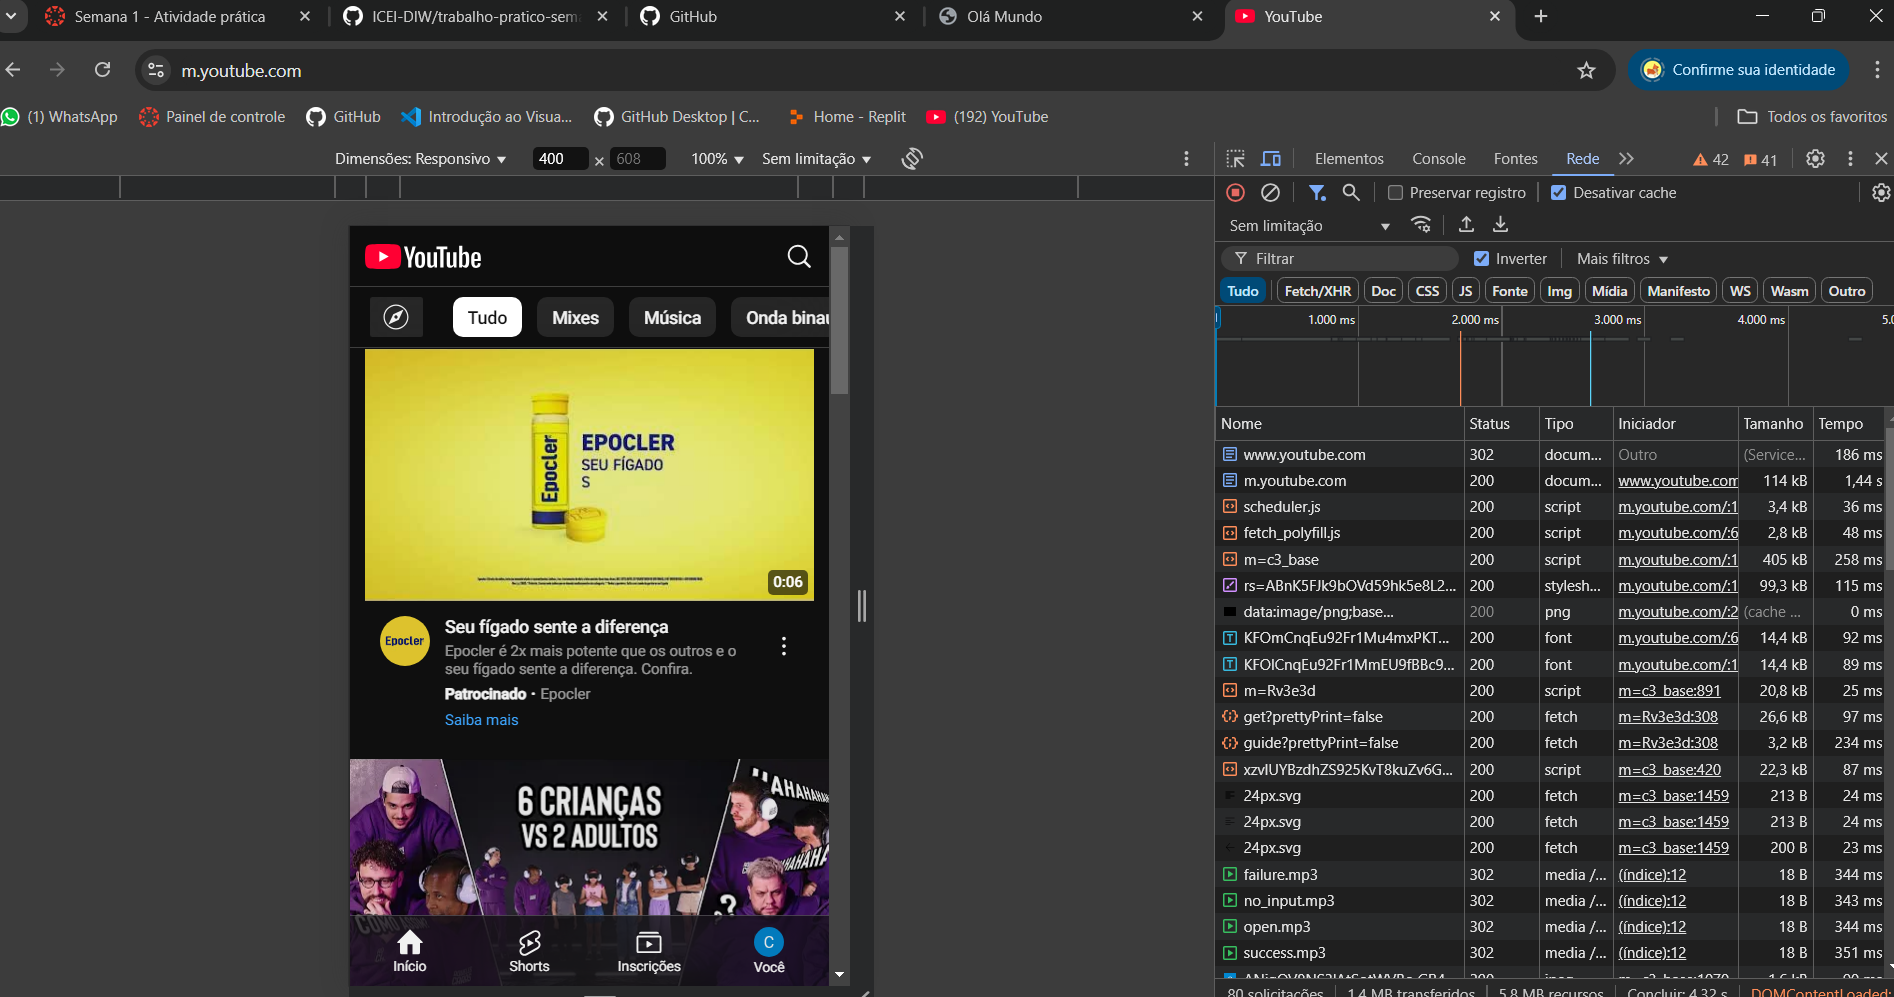 Semana 1 - Atividade prática
ICEI-DIW/trabalho-pratico-sem
GitHub
Olá Mundo
YouTube
m.youtube.com
Confirme sua identidade
(1) WhatsApp
Painel de controle
GitHub
Introdução ao Visua...
GitHub Desktop | C...
Home - Replit
(192) YouTube
Todos os favoritos
Dimensões: Responsivo
400 × 608
100%
Sem limitação
Elementos
Console
Fontes
Rede
42
41
Preservar registro
Desativar cache
Sem limitação
Filtrar
Inverter
Mais filtros
Tudo Fetch/XHR Doc CSS JS Fonte Img Mídia Manifesto WS Wasm Outro
1.000 ms 2.000 ms 3.000 ms 4.000 ms 5.0
Nome Status Tipo Iniciador Tamanho Tempo
www.youtube.com 302 docum... Outro (Service... 186 ms
m.youtube.com 200 docum... www.youtube.com 114 kB 1,44 s
scheduler.js 200 script m.youtube.com/:1 3,4 kB 36 ms
fetch_polyfill.js 200 script m.youtube.com/:6 2,8 kB 48 ms
m=c3_base 200 script m.youtube.com/:1 405 kB 258 ms
rs=ABnK5FJk9bOVd59hk5e8L2... 200 stylesh... m.youtube.com/:1 99,3 kB 115 ms
data:image/png;base... 200 png m.youtube.com/:2 (cache ... 0 ms
KFOmCnqEu92Fr1Mu4mxPKT... 200 font m.youtube.com/:6 14,4 kB 92 ms
KFOlCnqEu92Fr1MmEU9fBBc9... 200 font m.youtube.com/:1 14,4 kB 89 ms
m=Rv3e3d 200 script m=c3_base:891 20,8 kB 25 ms
get?prettyPrint=false 200 fetch m=Rv3e3d:308 26,6 kB 97 ms
guide?prettyPrint=false 200 fetch m=Rv3e3d:308 3,2 kB 234 ms
xzvlUYBzdhZS925KvT8kuZv6G... 200 script m=c3_base:420 22,3 kB 87 ms
24px.svg 200 fetch m=c3_base:1459 213 B 24 ms
24px.svg 200 fetch m=c3_base:1459 213 B 24 ms
24px.svg 200 fetch m=c3_base:1459 200 B 23 ms
failure.mp3 302 media /... (índice):12 18 B 344 ms
no_input.mp3 302 media /... (índice):12 18 B 343 ms
open.mp3 302 media /... (índice):12 18 B 344 ms
success.mp3 302 media /... (índice):12 18 B 351 ms
80 solicitações 1,4 MB transferidos 5,8 MB recursos Concluir: 4,32 s DOMContentLoaded:
YouTube
Tudo
Mixes
Música
Onda binau
Epocler
EPOCLER
SEU FÍGADO
S
0:06
Epocler
Seu fígado sente a diferença
Epocler é 2x mais potente que os outros e o
seu fígado sente a diferença. Confira.
Patrocinado · Epocler
Saiba mais
6 CRIANÇAS
VS 2 ADULTOS
HAHAHAHA
HAHAHA
?
Início
Shorts
Inscrições
C
Você